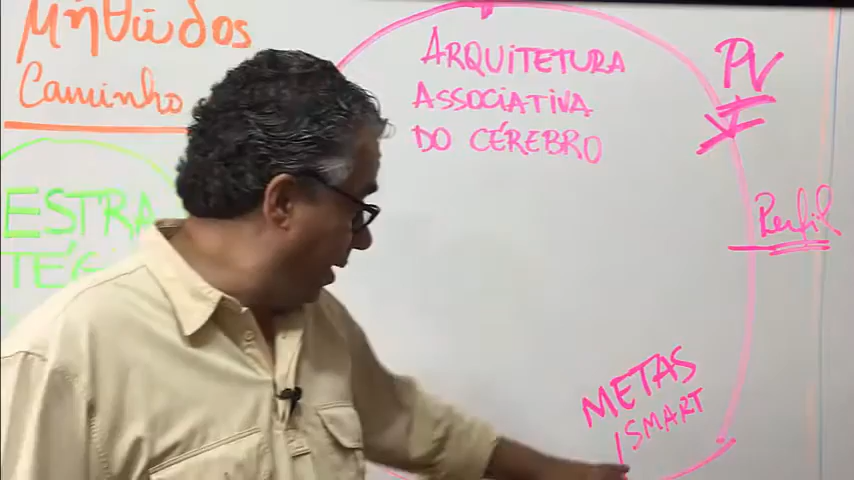 Caminho
ESTRA
ARQUITETURA
ASSOCIATIVA
DO CÉREBRO
PV
Perfil
METAS
SMART